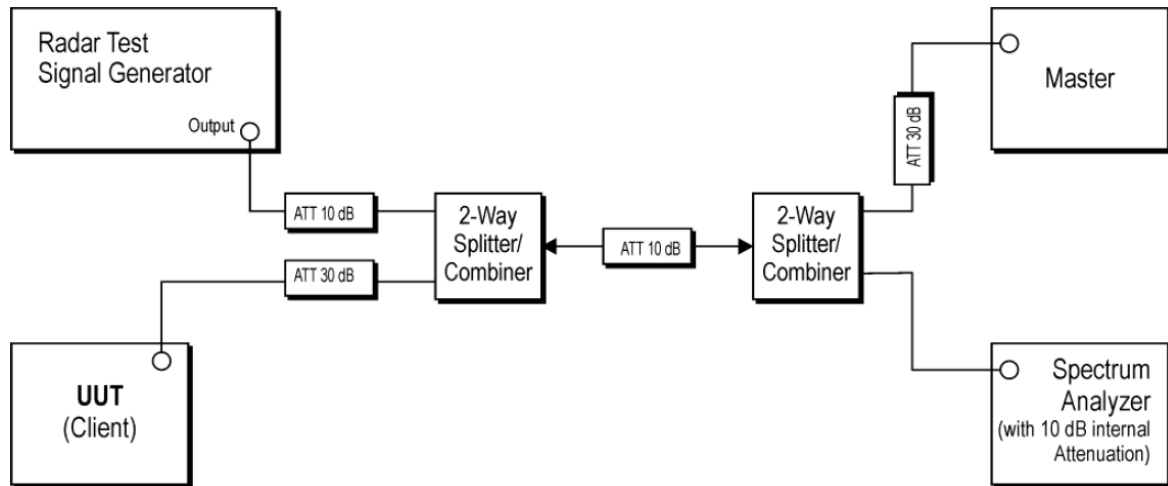 Radar Test
Signal Generator
Output
ATT 10 dB
ATT 30 dB
2-Way
Splitter/
Combiner
ATT 10 dB
2-Way
Splitter/
Combiner
ATT 30 dB
Master
UUT
(Client)
Spectrum
Analyzer
(with 10 dB internal
Attenuation)